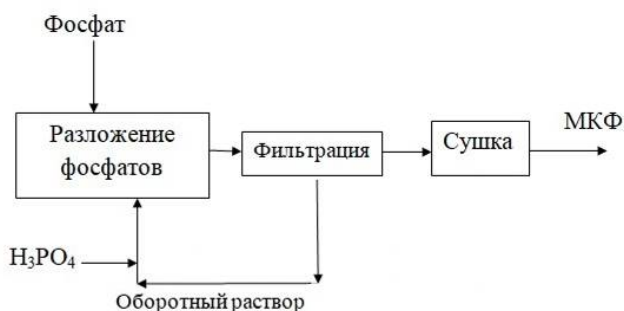 Фосфат
Разложение
фосфатов
Фильтрация
Сушка
МКФ
H₃PO₄
Оборотный раствор